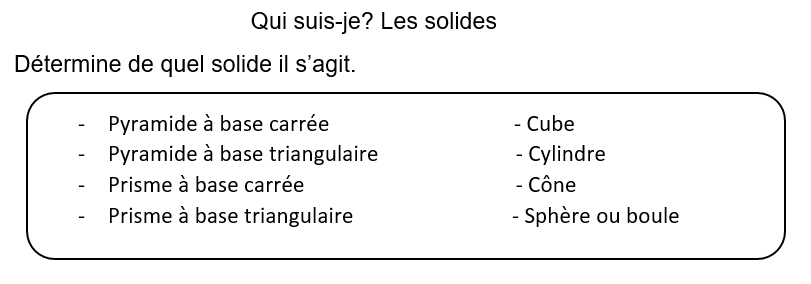 Qui suis-je? Les solides
Détermine de quel solide il s’agit.
- Pyramide à base carrée - Cube
- Pyramide à base triangulaire - Cylindre
- Prisme à base carrée - Cône
- Prisme à base triangulaire - Sphère ou boule